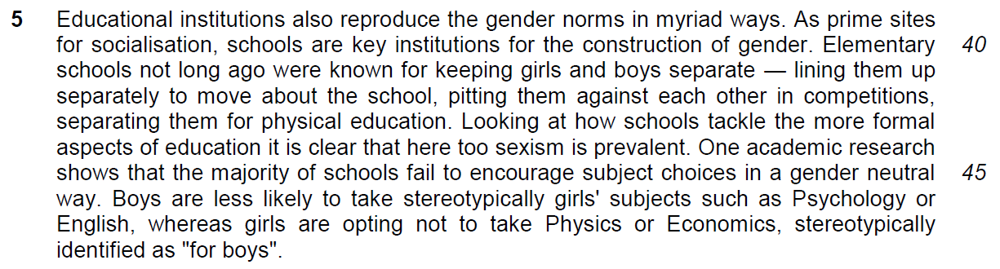 5 Educational institutions also reproduce the gender norms in myriad ways. As prime sites
for socialisation, schools are key institutions for the construction of gender. Elementary 40
schools not long ago were known for keeping girls and boys separate — lining them up
separately to move about the school, pitting them against each other in competitions,
separating them for physical education. Looking at how schools tackle the more formal
aspects of education it is clear that here too sexism is prevalent. One academic research
shows that the majority of schools fail to encourage subject choices in a gender neutral 45
way. Boys are less likely to take stereotypically girls' subjects such as Psychology or
English, whereas girls are opting not to take Physics or Economics, stereotypically
identified as "for boys".